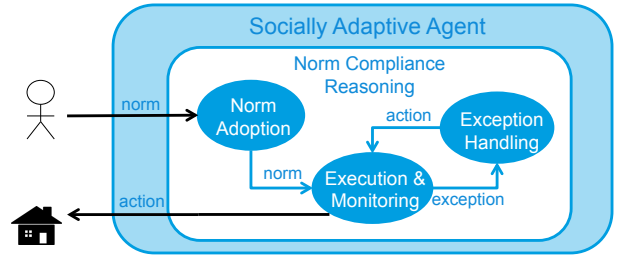 Socially Adaptive Agent
Norm Compliance
Reasoning
norm
Norm
Adoption
action
Exception
Handling
norm
Execution &
Monitoring
exception
action